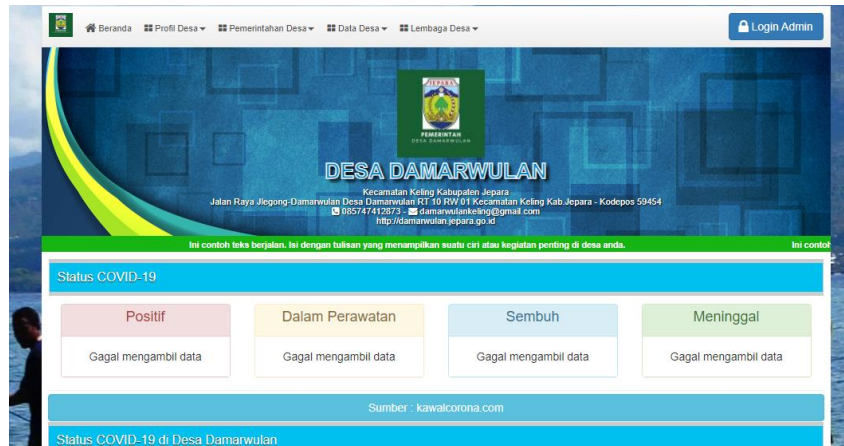 Beranda Profil Desa Pemerintahan Desa Data Desa Lembaga Desa Login Admin
JEPARA
PEMERINTAH
DESA DAMARWULAN
DESA DAMARWULAN
Kecamatan Keling Kabupaten Jepara
Jalan Raya Jlegong-Damarwulan Desa Damarwulan RT 10 RW 01 Kecamatan Keling Kab.Jepara - Kodepos 59454
085747412873 - damarwulankeling@gmail.com
http://damarwulan.jepara.go.id
Ini contoh teks berjalan. Isi dengan tulisan yang menampilkan suatu ciri atau kegiatan penting di desa anda. Ini contoh
Status COVID-19
Positif Dalam Perawatan Sembuh Meninggal
Gagal mengambil data Gagal mengambil data Gagal mengambil data Gagal mengambil data
Sumber : kawalcorona.com
Status COVID-19 di Desa Damarwulan